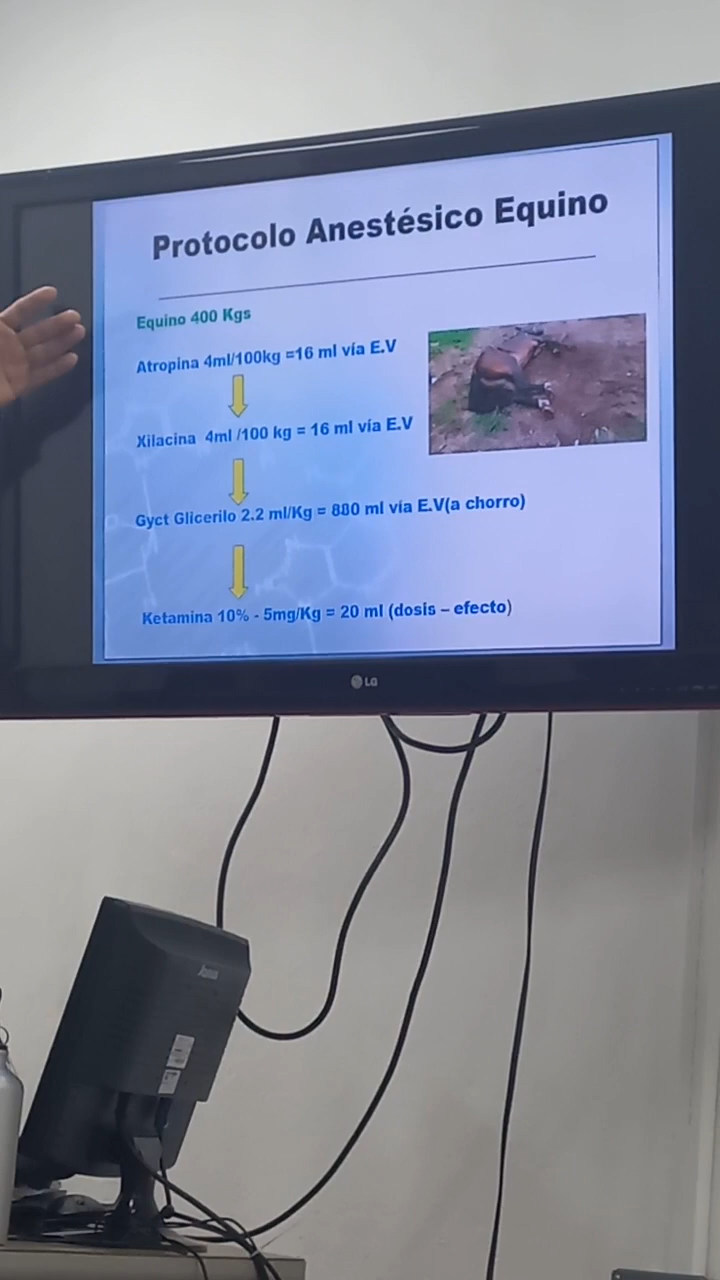 Protocolo Anestésico Equino
Equino 400 Kgs
Atropina 4ml/100kg =16 ml vía E.V
Xilacina 4ml /100 kg = 16 ml vía E.V
Gyct Glicerilo 2.2 ml/Kg = 880 ml vía E.V(a chorro)
Ketamina 10% - 5mg/Kg = 20 ml (dosis – efecto)
LG